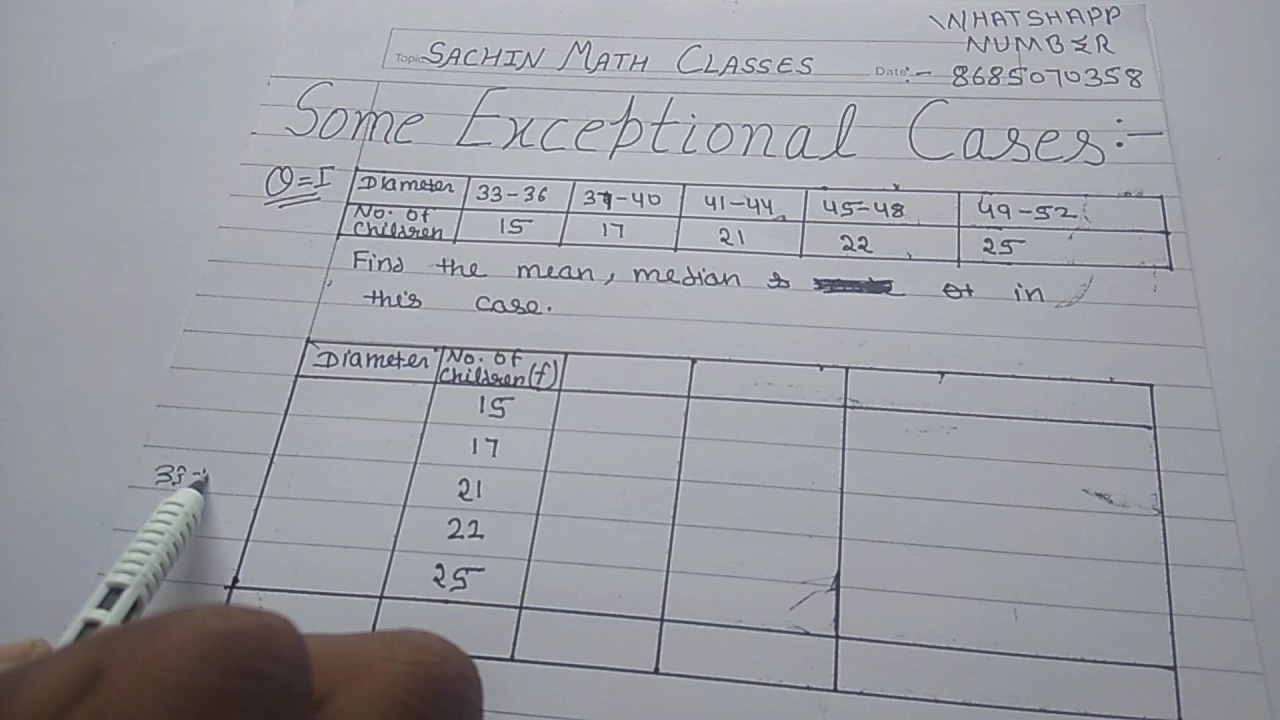 WHATSHAPP
NUMBER
Topic SACHIN MATH CLASSES Date:- 8685070358
Some Exceptional Cases:-
Q=I
Diameter 33-36 37-40 41-44 45-48 49-52
No. of Children 15 17 21 22 25
Find the mean, median & of in
this case.
Diameter No. of Children(f)
15
17
21
22
25
33-